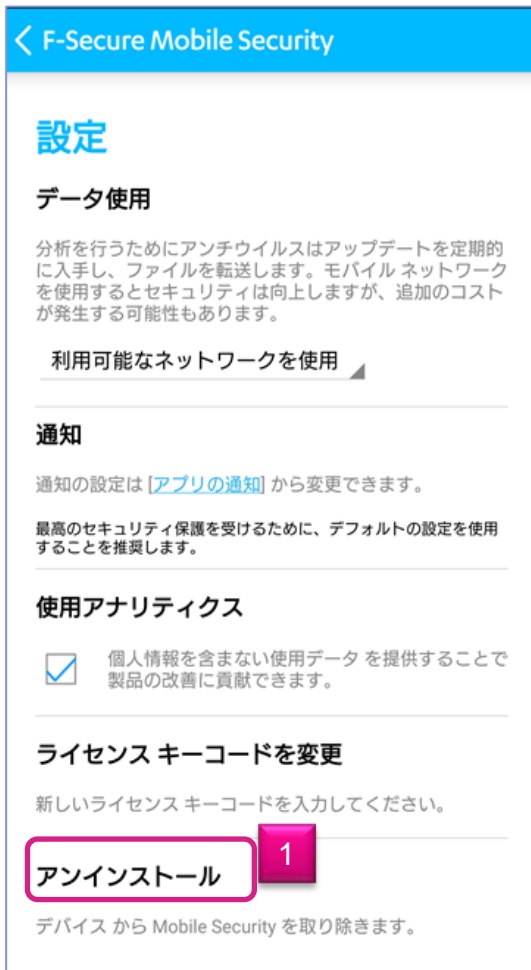 F-Secure Mobile Security
設定
データ使用
分析を行うためにアンチウイルスはアップデートを定期的
に入手し、ファイルを転送します。モバイル ネットワーク
を使用するとセキュリティは向上しますが、追加のコスト
が発生する可能性もあります。
利用可能なネットワークを使用
通知
通知の設定は [アプリの通知] から変更できます。
最高のセキュリティ保護を受けるために、デフォルトの設定を使用
することを推奨します。
使用アナリティクス
個人情報を含まない使用データ を提供することで
製品の改善に貢献できます。
ライセンス キーコードを変更
新しいライセンス キーコードを入力してください。
1
アンインストール
デバイス から Mobile Security を取り除きます。